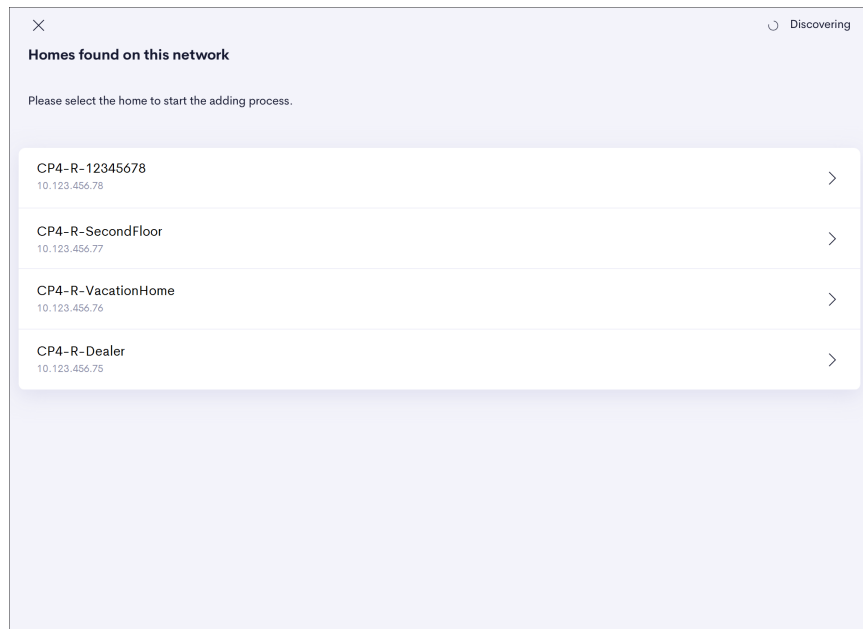 Discovering
Homes found on this network
Please select the home to start the adding process.
CP4-R-12345678
10.123.456.78
CP4-R-SecondFloor
10.123.456.77
CP4-R-VacationHome
10.123.456.76
CP4-R-Dealer
10.123.456.75